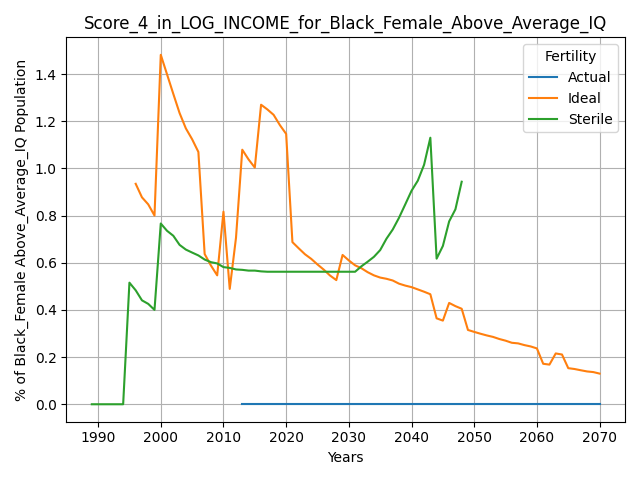 Score_4_in_LOG_INCOME_for_Black_Female_Above_Average_IQ
% of Black_Female Above_Average_IQ Population
1.4
1.2
1.0
0.8
0.6
0.4
0.2
0.0
Fertility
Actual
Ideal
Sterile
1990 2000 2010 2020 2030 2040 2050 2060 2070
Years